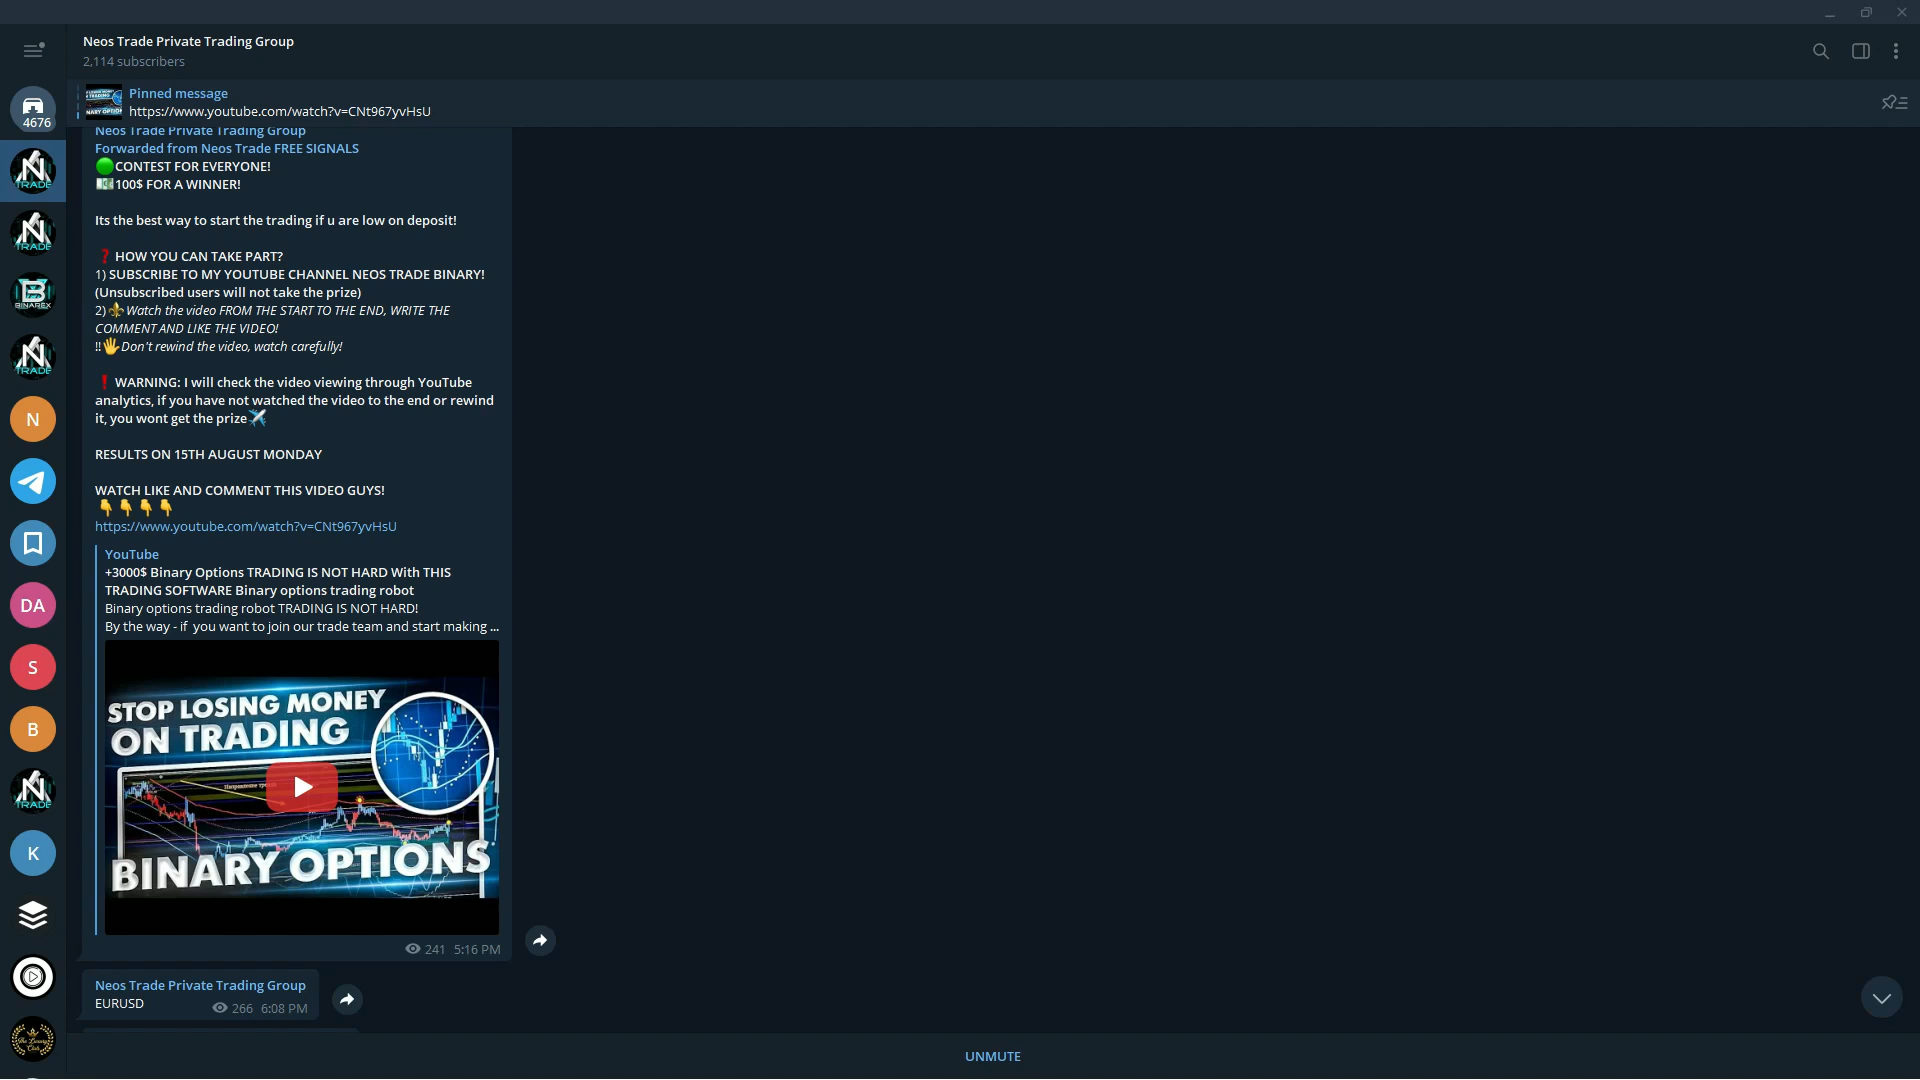 Neos Trade Private Trading Group
2,114 subscribers
Pinned message
https://www.youtube.com/watch?v=CNt967yvHsU
4676
Neos Trade Private Trading Group
Forwarded from Neos Trade FREE SIGNALS
🟢CONTEST FOR EVERYONE!
💵100$ FOR A WINNER!
Its the best way to start the trading if u are low on deposit!
❓ HOW YOU CAN TAKE PART?
1) SUBSCRIBE TO MY YOUTUBE CHANNEL NEOS TRADE BINARY!
(Unsubscribed users will not take the prize)
2)⚜️Watch the video FROM THE START TO THE END, WRITE THE
COMMENT AND LIKE THE VIDEO!
‼🖐Don't rewind the video, watch carefully!
❗ WARNING: I will check the video viewing through YouTube
analytics, if you have not watched the video to the end or rewind
it, you wont get the prize✈️
RESULTS ON 15TH AUGUST MONDAY
WATCH LIKE AND COMMENT THIS VIDEO GUYS!
👇👇👇👇
https://www.youtube.com/watch?v=CNt967yvHsU
YouTube
+3000$ Binary Options TRADING IS NOT HARD With THIS
TRADING SOFTWARE Binary options trading robot
Binary options trading robot TRADING IS NOT HARD!
By the way - if you want to join our trade team and start making ...
STOP LOSING MONEY
ON TRADING
BINARY OPTIONS
241 5:16 PM
Neos Trade Private Trading Group
EURUSD
266 6:08 PM
UNMUTE
N
TRADE
N
TRADE
B
BINAREX
N
TRADE
N
DA
S
B
N
TRADE
K
The Luxury
Club